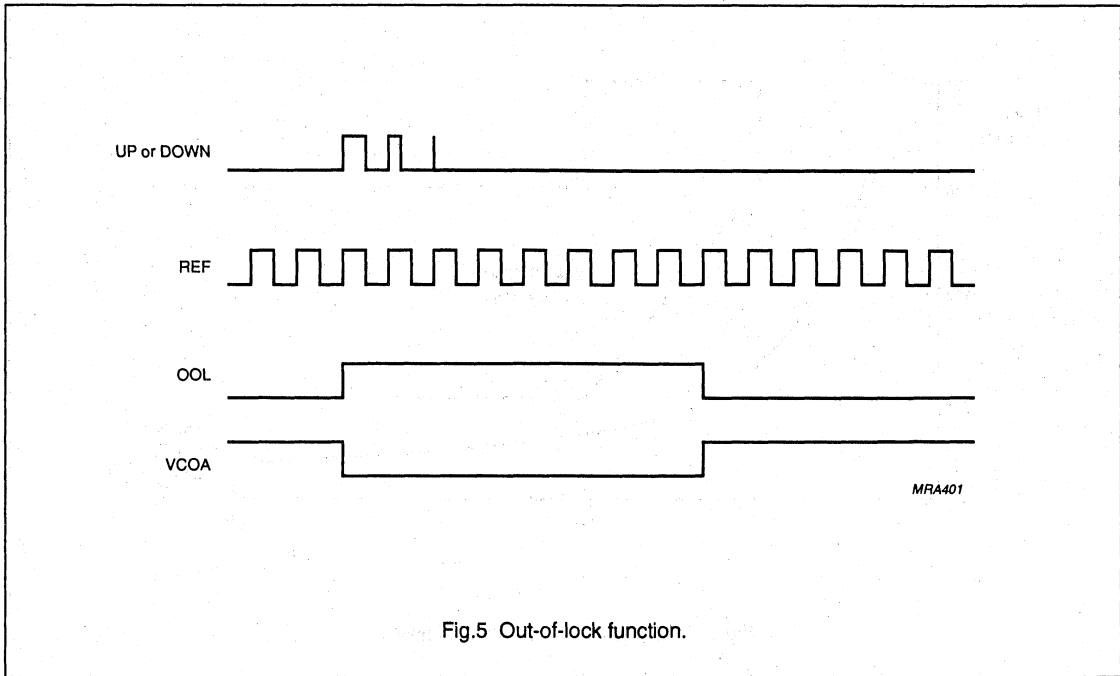 UP or DOWN
REF
OOL
VCOA
MRA401
Fig.5 Out-of-lock function.